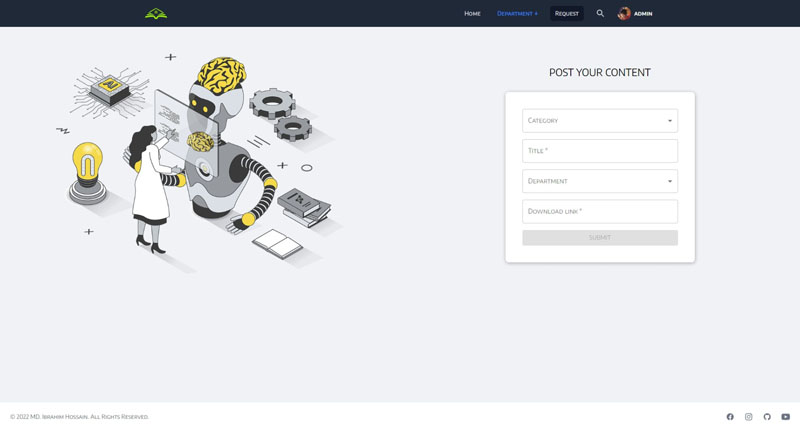 Home
Department +
Request
ADMIN
POST YOUR CONTENT
Category
Title *
Department
Download link *
SUBMIT
© 2022 MD. Ibrahim Hossain. All Rights Reserved.